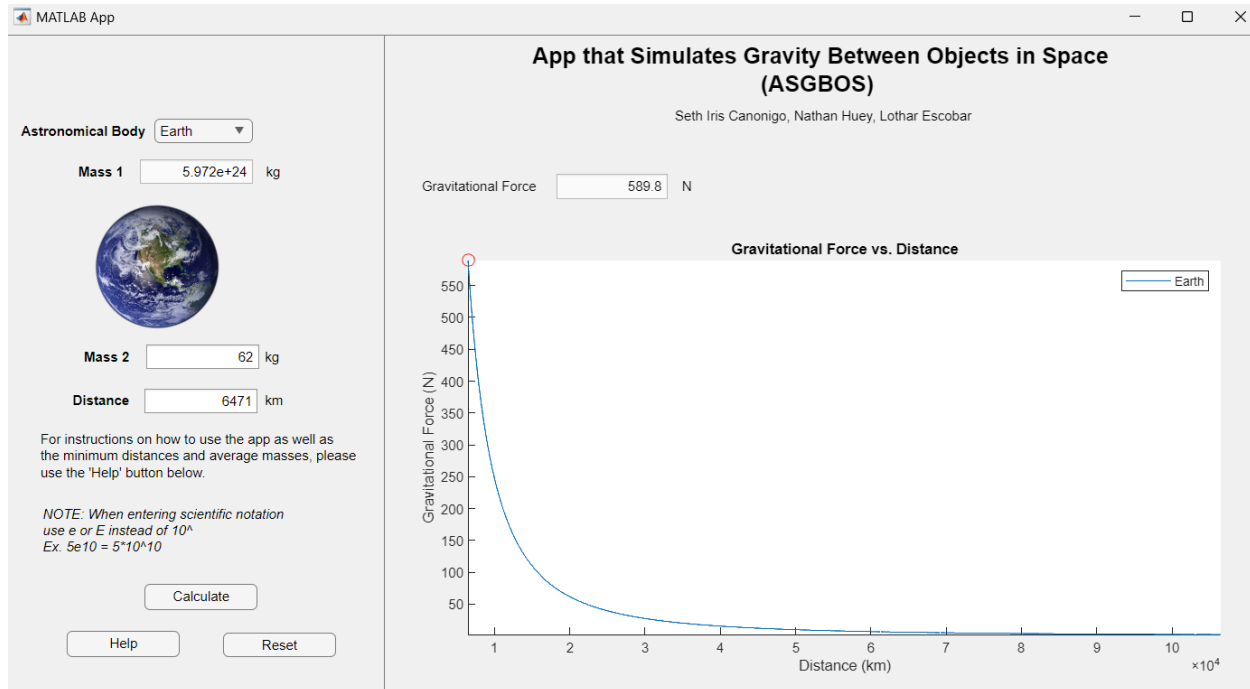 MATLAB App
Astronomical Body Earth
Mass 1 5.972e+24 kg
Mass 2 62 kg
Distance 6471 km
For instructions on how to use the app as well as
the minimum distances and average masses, please
use the 'Help' button below.
NOTE: When entering scientific notation
use e or E instead of 10^
Ex. 5e10 = 5*10^10
Calculate
Help Reset
App that Simulates Gravity Between Objects in Space
(ASGBOS)
Seth Iris Canonigo, Nathan Huey, Lothar Escobar
Gravitational Force 589.8 N
Gravitational Force vs. Distance
Earth
Gravitational Force (N)
550
500
450
400
350
300
250
200
150
100
50
1 2 3 4 5 6 7 8 9 10
Distance (km)
×10⁴